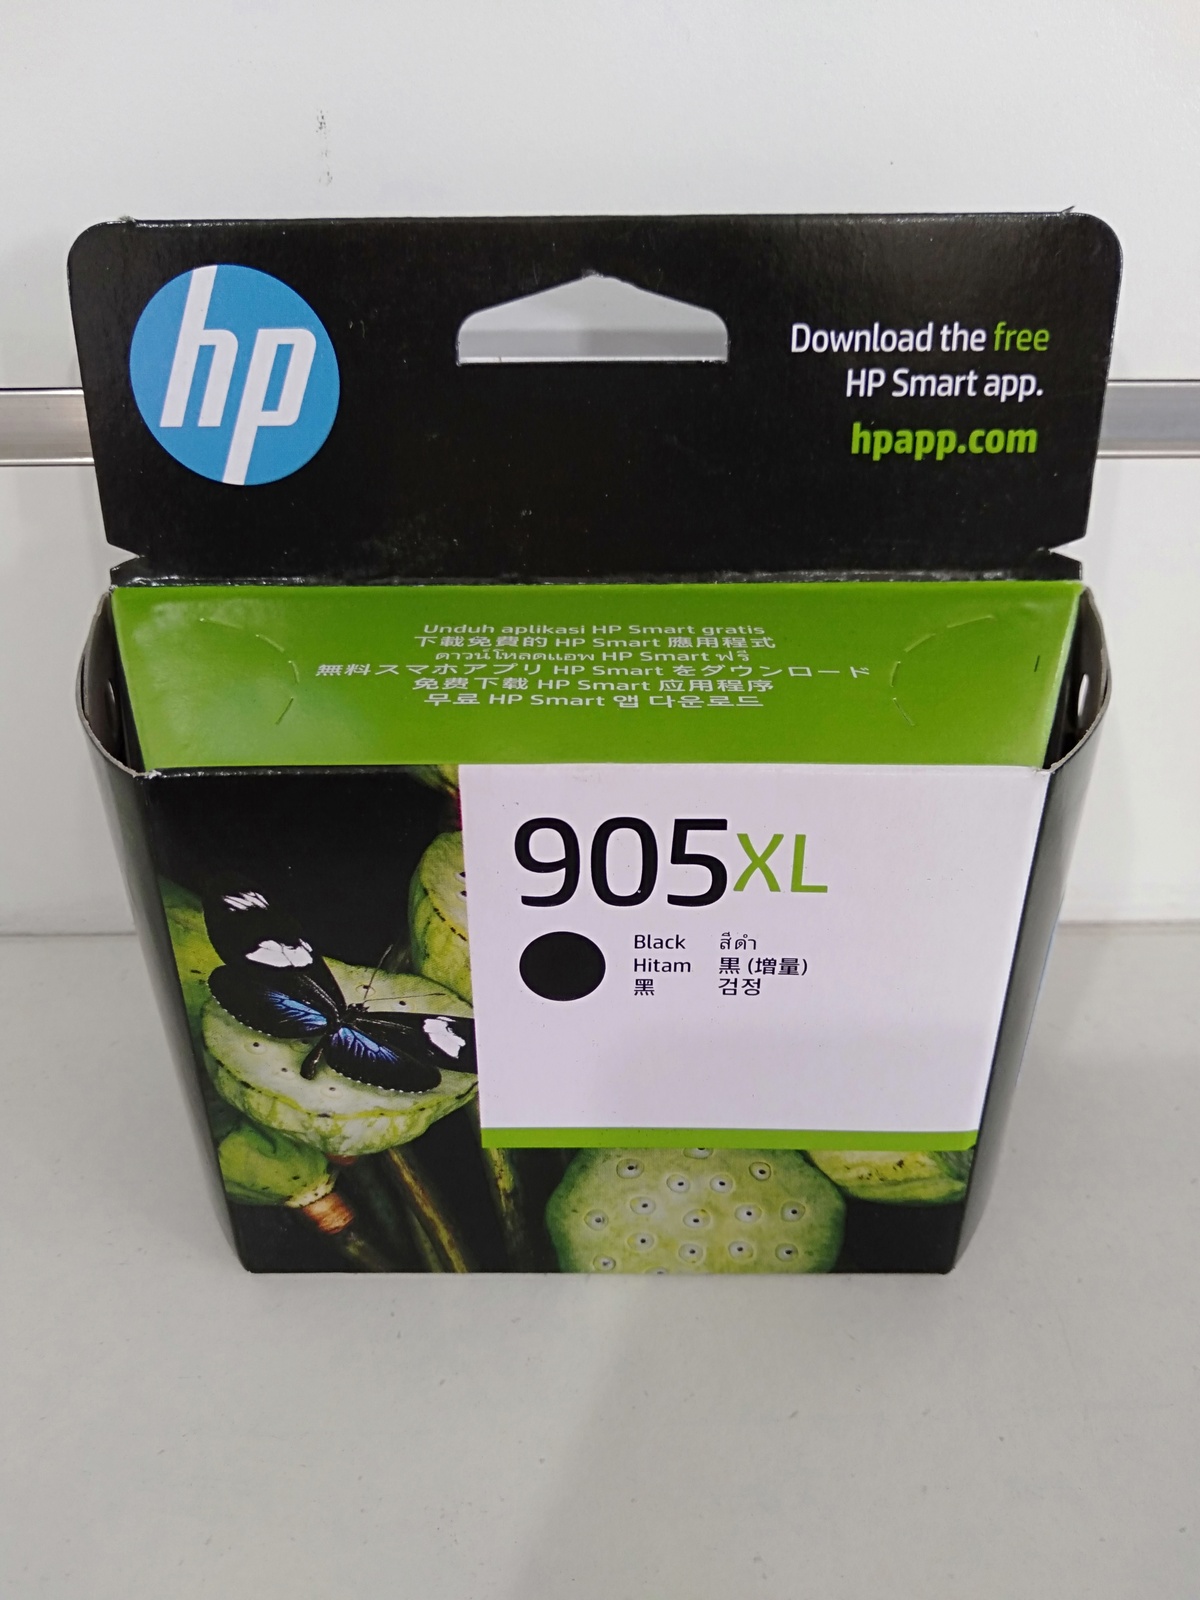 hp
Download the free
HP Smart app.
hpapp.com
Unduh aplikasi HP Smart gratis
下載免費的 HP Smart 應用程式
ดาวน์โหลดแอพ HP Smart ฟรี
無料スマホアプリ HP Smart をダウンロード
免费下载 HP Smart 应用程序
무료 HP Smart 앱 다운로드
905XL
Black สีดำ
Hitam 黒 (増量)
黑 검정